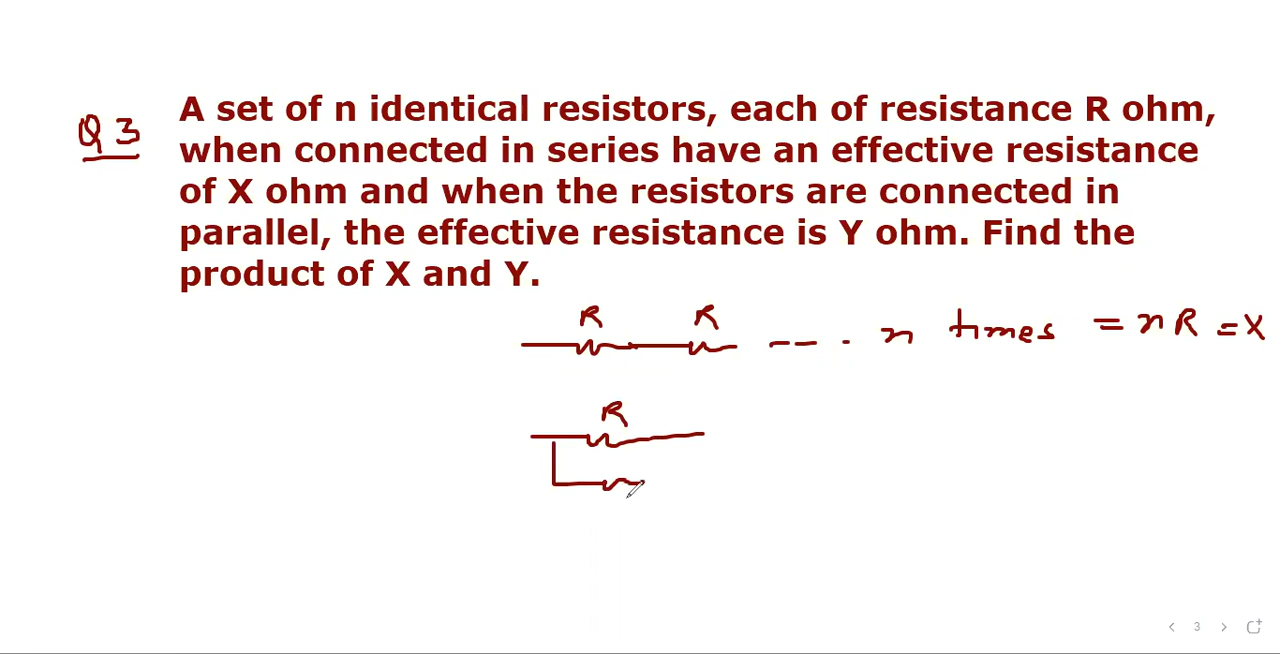 Q 3
A set of n identical resistors, each of resistance R ohm,
when connected in series have an effective resistance
of X ohm and when the resistors are connected in
parallel, the effective resistance is Y ohm. Find the
product of X and Y.
R R
---. n times = nR = X
R
< 3 >